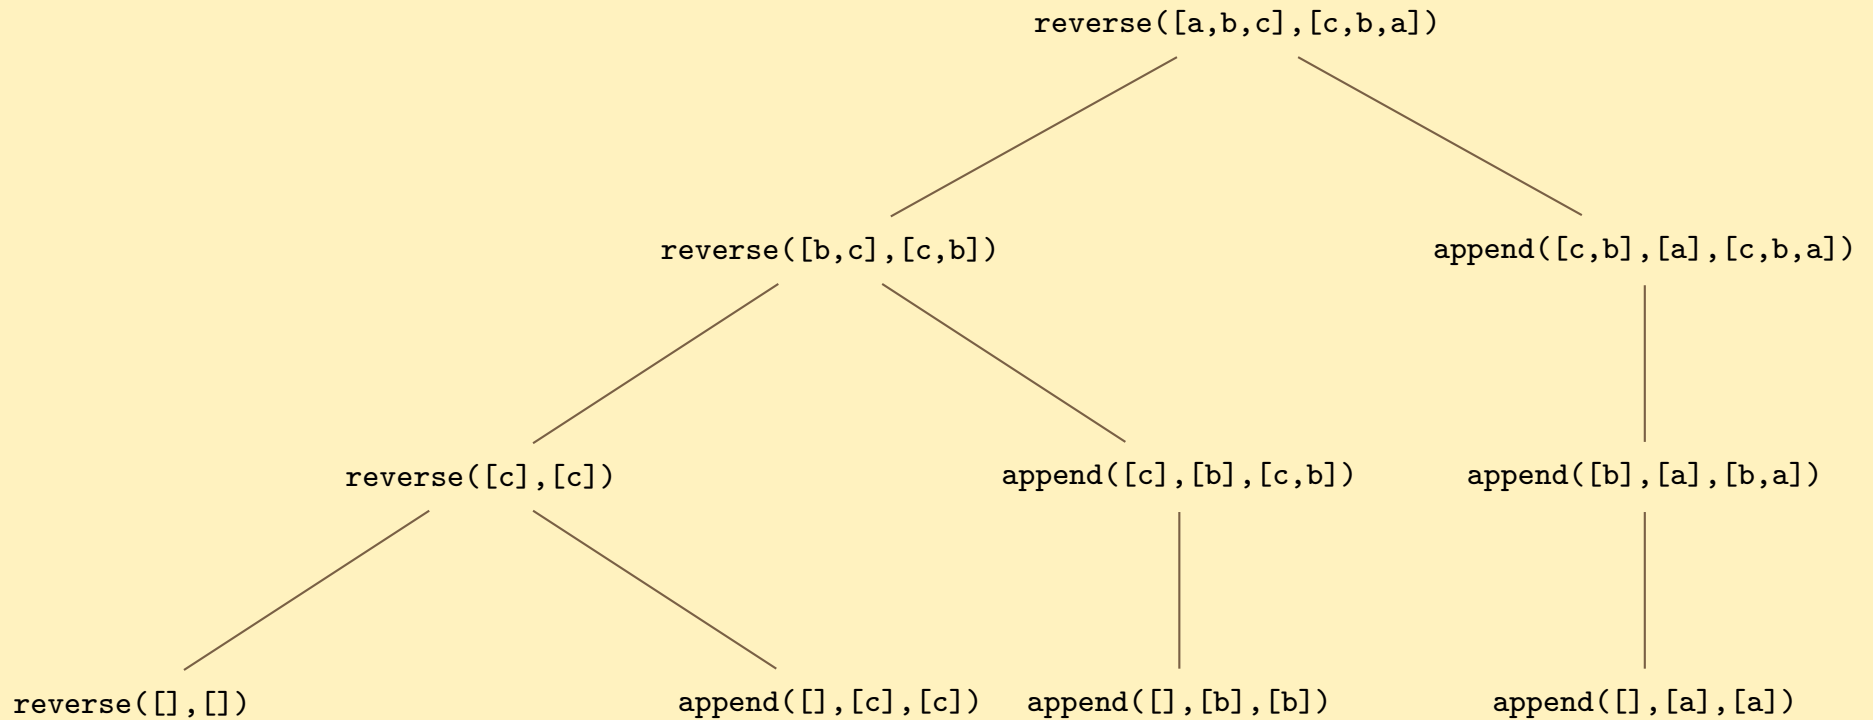 reverse([a,b,c],[c,b,a])
reverse([b,c],[c,b])
append([c,b],[a],[c,b,a])
reverse([c],[c])
append([c],[b],[c,b])
append([b],[a],[b,a])
reverse([],[])
append([],[c],[c])
append([],[b],[b])
append([],[a],[a])